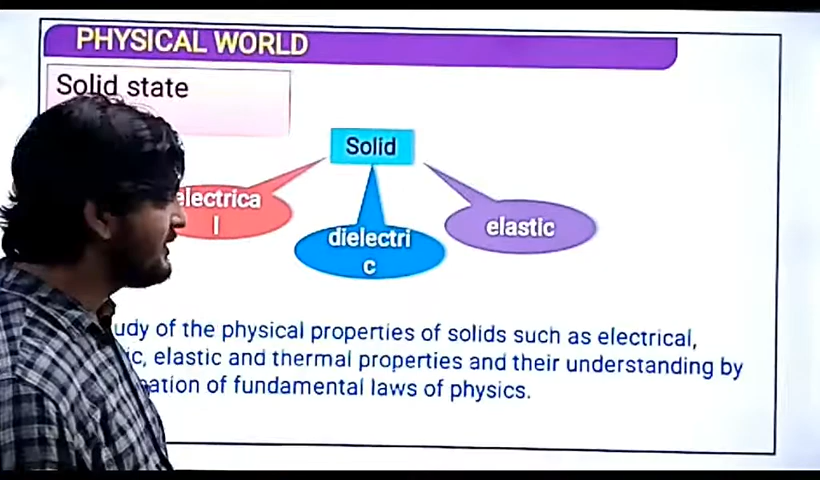 PHYSICAL WORLD
Solid state
Solid
electrica
l
dielectri
c
elastic
udy of the physical properties of solids such as electrical,
ic, elastic and thermal properties and their understanding by
ation of fundamental laws of physics.